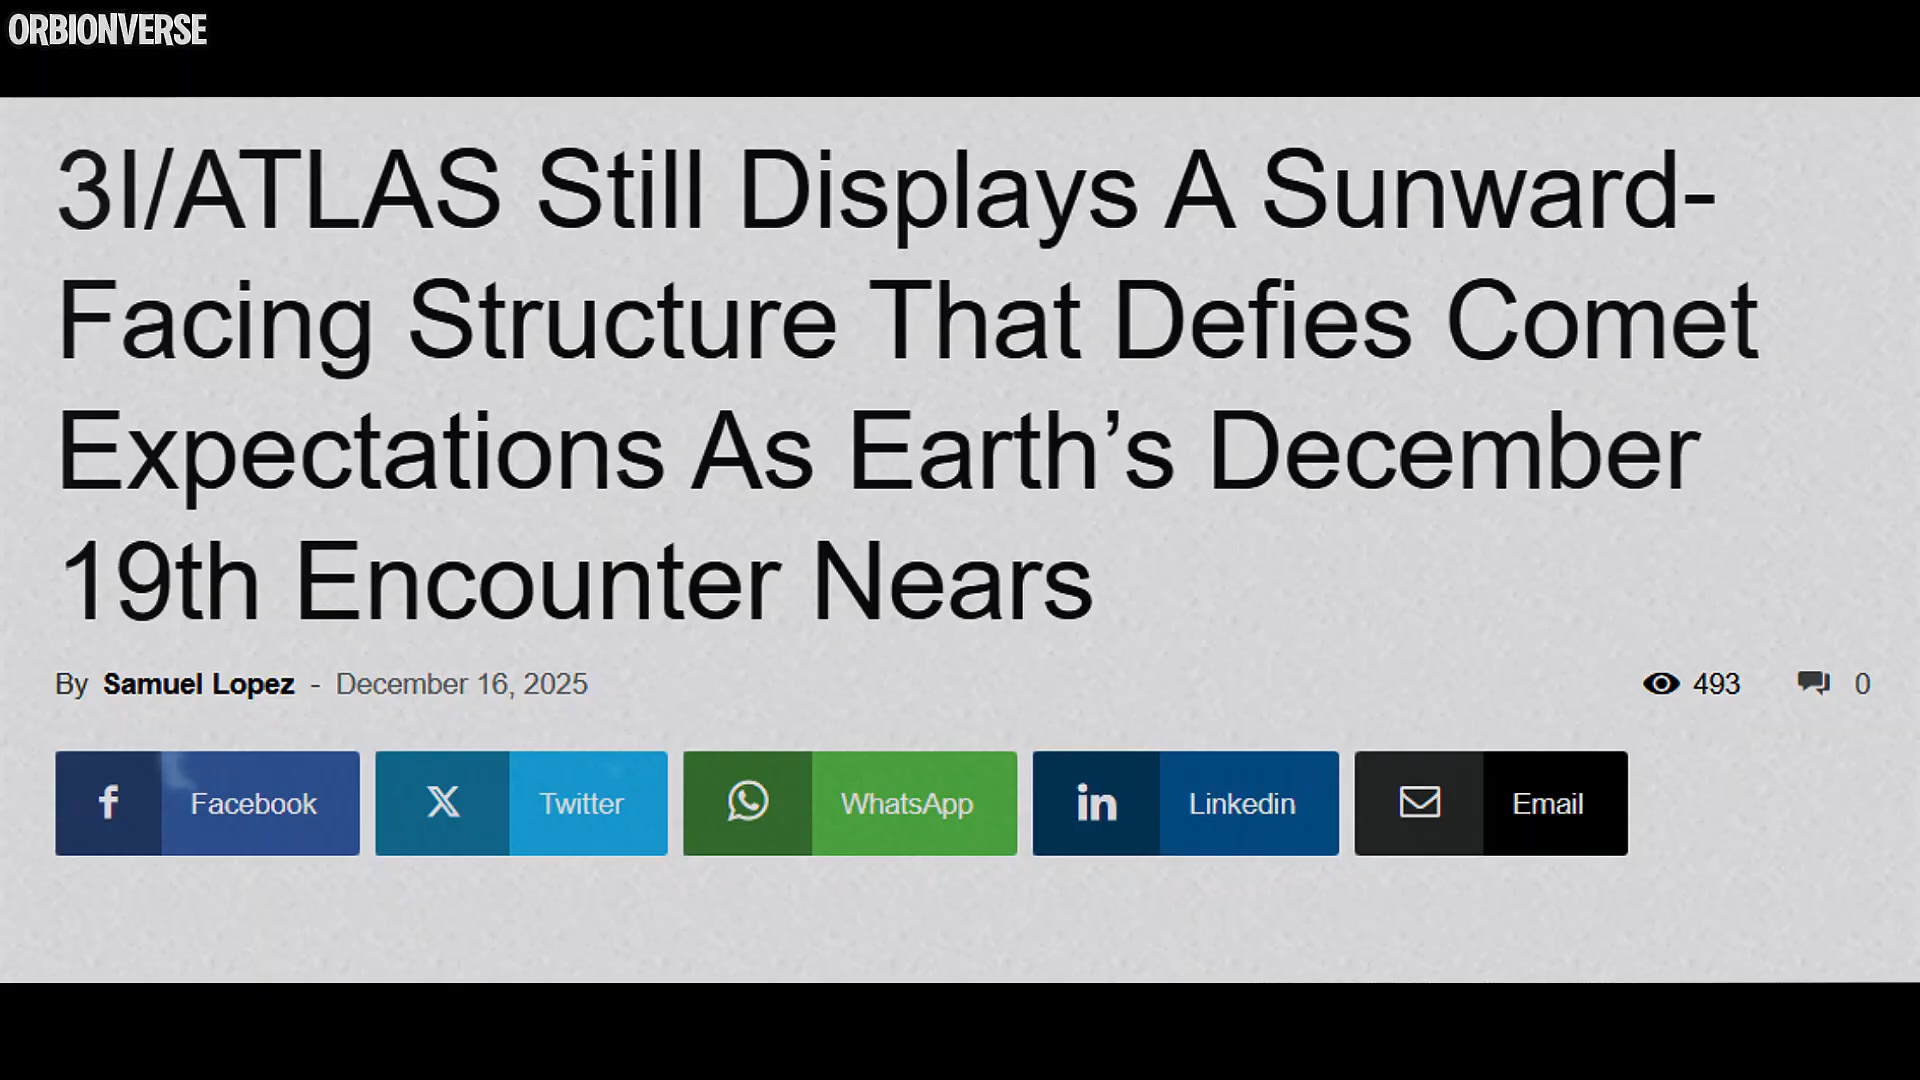 ORBIONVERSE
3I/ATLAS Still Displays A Sunward-
Facing Structure That Defies Comet
Expectations As Earth’s December
19th Encounter Nears
By Samuel Lopez - December 16, 2025
493
0
Facebook
Twitter
WhatsApp
Linkedin
Email